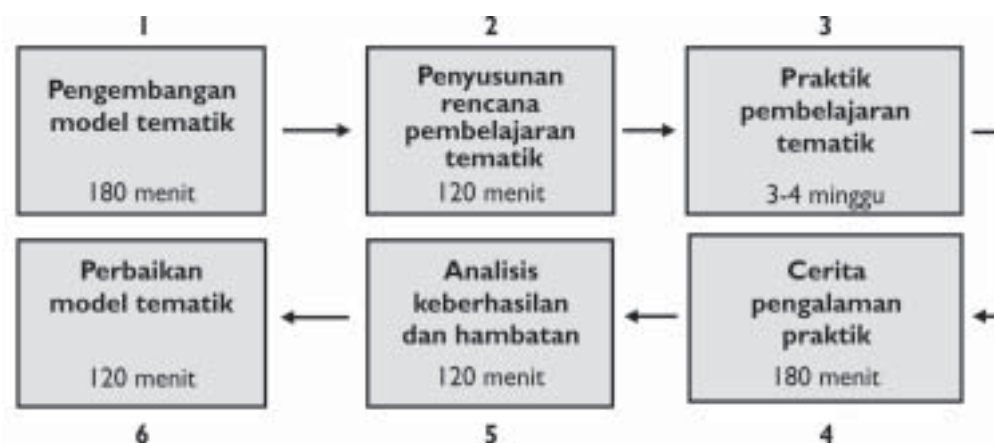 1
Pengembangan
model tematik
180 menit
2
Penyusunan
rencana
pembelajaran
tematik
120 menit
3
Praktik
pembelajaran
tematik
3-4 minggu
Cerita
pengalaman
praktik
180 menit
4
Analisis
keberhasilan
dan hambatan
120 menit
5
Perbaikan
model tematik
120 menit
6